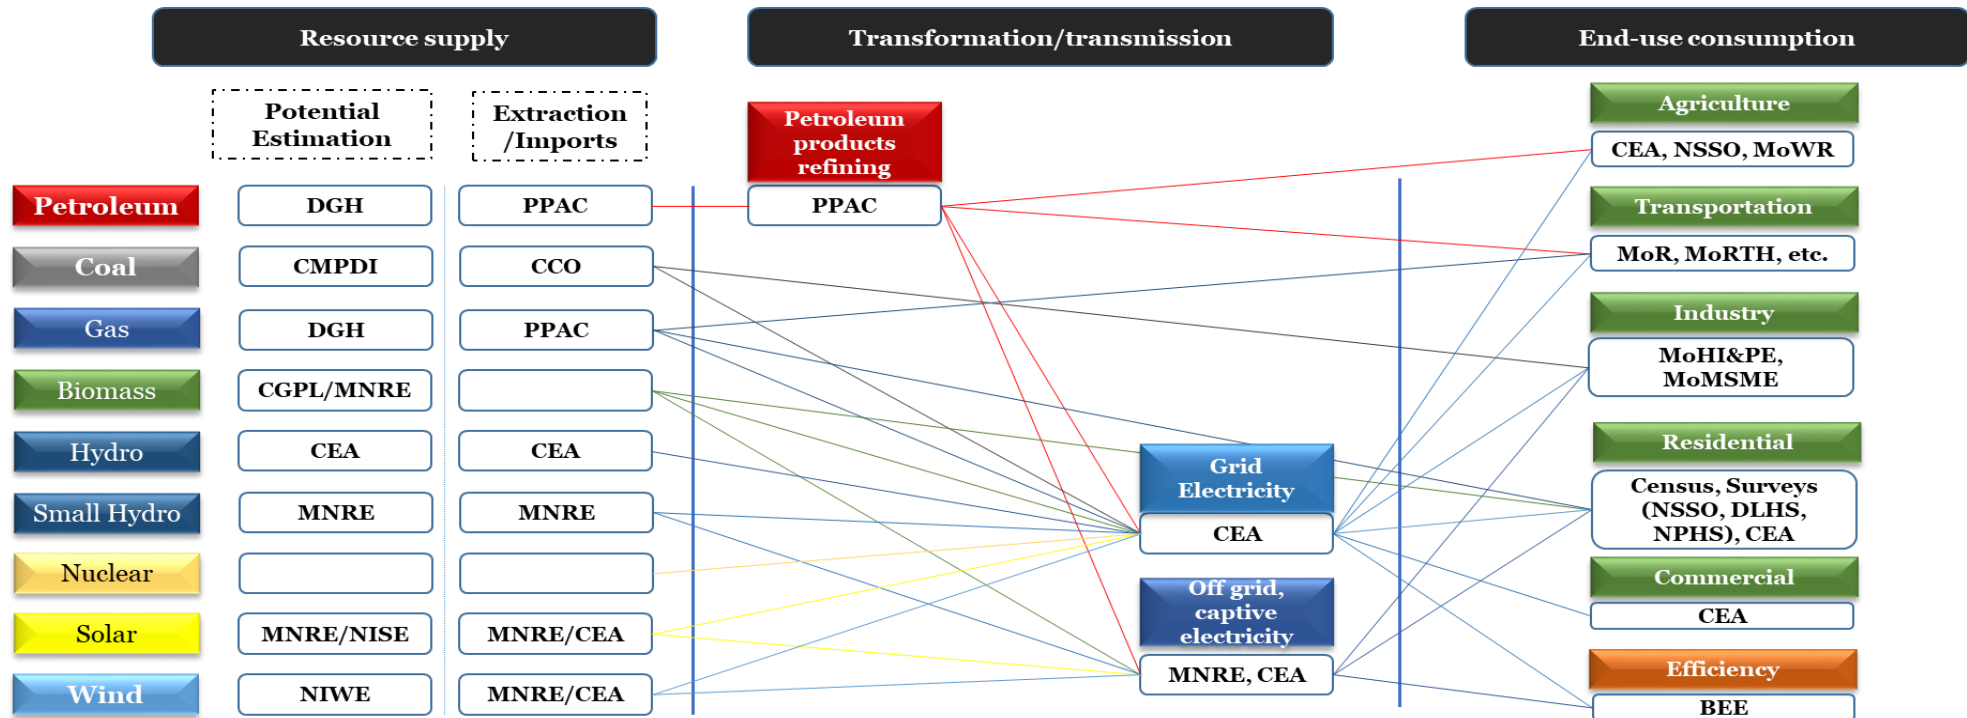 Resource supply
Transformation/transmission
End-use consumption
Potential
Estimation
Extraction
/Imports
Petroleum
products
refining
Agriculture
CEA, NSSO, MoWR
Petroleum
DGH
PPAC
PPAC
Transportation
MoR, MoRTH, etc.
Coal
CMPDI
CCO
Gas
DGH
PPAC
Industry
MoHI&PE,
MoMSME
Biomass
CGPL/MNRE
Hydro
CEA
CEA
Grid
Electricity
CEA
Residential
Census, Surveys
(NSSO, DLHS,
NPHS), CEA
Small Hydro
MNRE
MNRE
Nuclear
Off grid,
captive
electricity
MNRE, CEA
Commercial
CEA
Solar
MNRE/NISE
MNRE/CEA
Efficiency
BEE
Wind
NIWE
MNRE/CEA